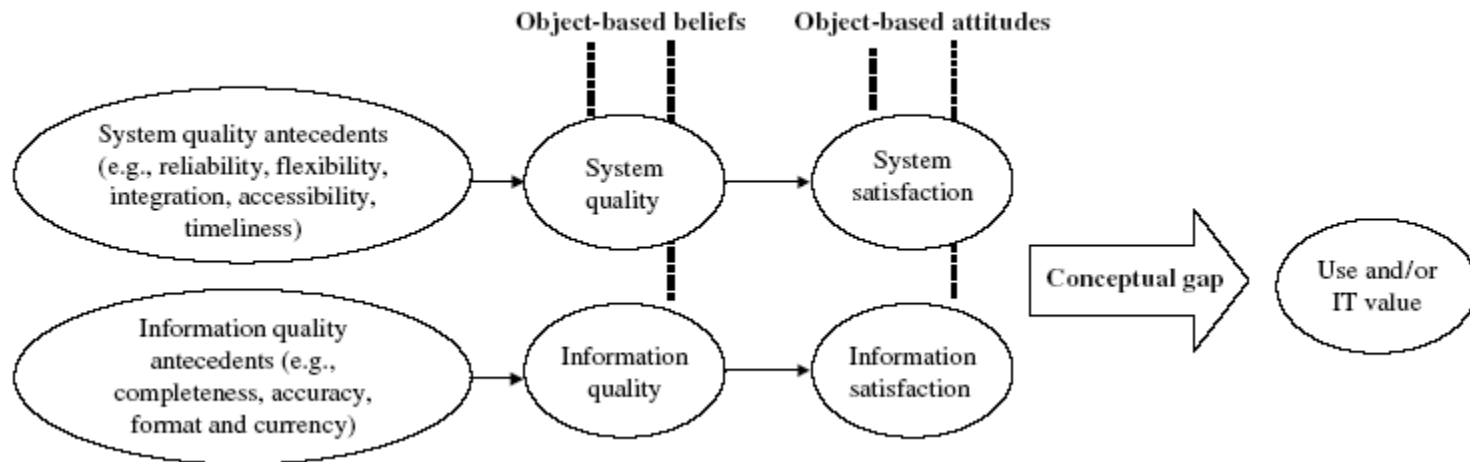 Object-based beliefs
Object-based attitudes
System quality antecedents
(e.g., reliability, flexibility,
integration, accessibility,
timeliness)
System
quality
System
satisfaction
Conceptual gap
Use and/or
IT value
Information quality
antecedents (e.g.,
completeness, accuracy,
format and currency)
Information
quality
Information
satisfaction